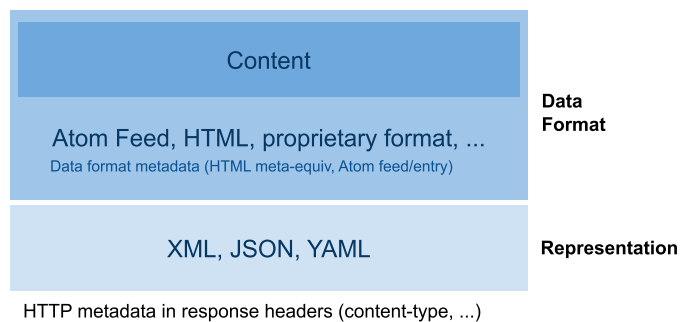 Content
Data
Format
Atom Feed, HTML, proprietary format, ...
Data format metadata (HTML meta-equiv, Atom feed/entry)
XML, JSON, YAML
Representation
HTTP metadata in response headers (content-type, ...)